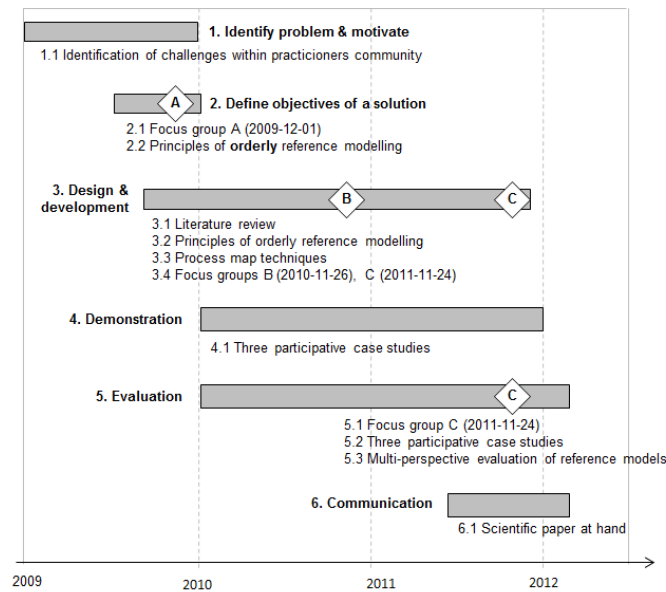 1. Identify problem & motivate
1.1 Identification of challenges within practicioners community
A
2. Define objectives of a solution
2.1 Focus group A (2009-12-01)
2.2 Principles of orderly reference modelling
3. Design &
development
B
C
3.1 Literature review
3.2 Principles of orderly reference modelling
3.3 Process map techniques
3.4 Focus groups B (2010-11-26), C (2011-11-24)
4. Demonstration
4.1 Three participative case studies
5. Evaluation
C
5.1 Focus group C (2011-11-24)
5.2 Three participative case studies
5.3 Multi-perspective evaluation of reference models
6. Communication
6.1 Scientific paper at hand
2009
2010
2011
2012